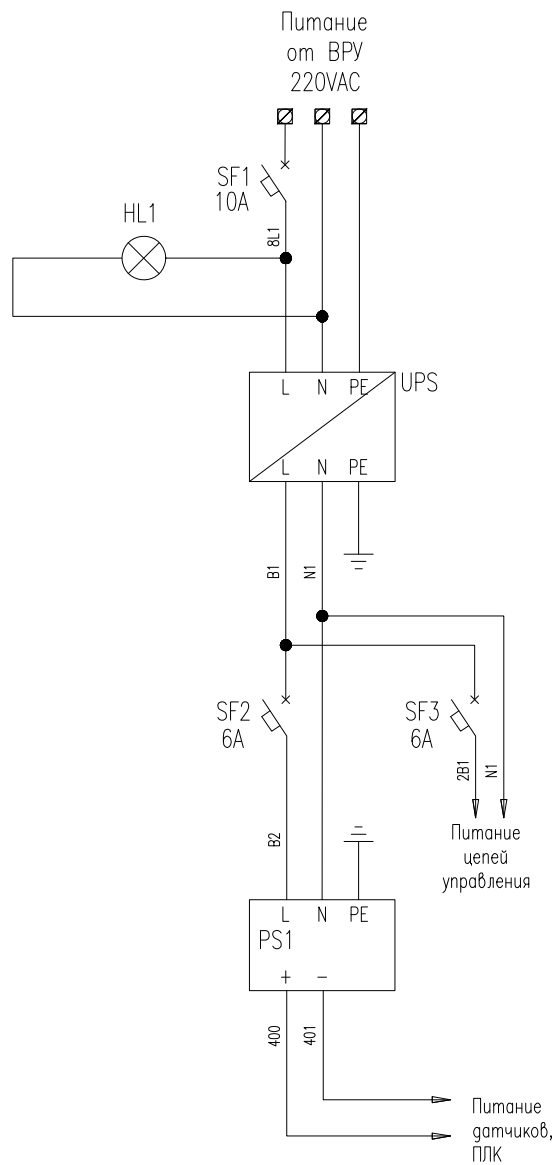 Питание
от ВРУ
220VAC
SF1
10A
HL1
8L1
L N PE
UPS
L N PE
B1
N1
SF2
6A
SF3
6A
2B1
N1
B2
Питание
цепей
управления
L N PE
PS1
+ −
400
401
Питание
датчиков,
ПЛК